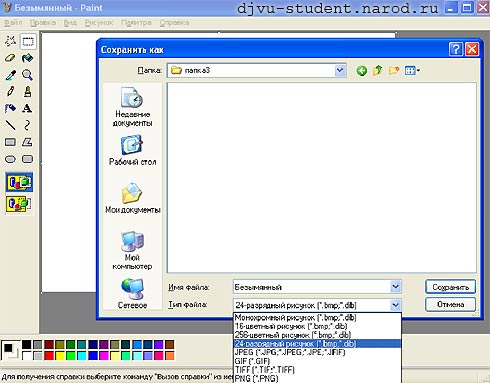 djvu-student.narod.ru
Безымянный - Paint
Файл Правка Вид Рисунок Палитра Справка
Сохранить как
Папка:
папка3
Недавние документы
Рабочий стол
Мои документы
Мой компьютер
Сетевое
Имя файла:
Безымянный
Сохранить
Тип файла:
24-разрядный рисунок (*.bmp;*.dib)
Отмена
Монохромный рисунок (*.bmp;*.dib)
16-цветный рисунок (*.bmp;*.dib)
256-цветный рисунок (*.bmp;*.dib)
24-разрядный рисунок (*.bmp;*.dib)
JPEG (*.JPG;*.JPEG;*.JPE;*.JFIF)
GIF (*.GIF)
TIFF (*.TIF;*.TIFF)
PNG (*.PNG)
Для получения справки выберите команду "Вызов справки" из ме